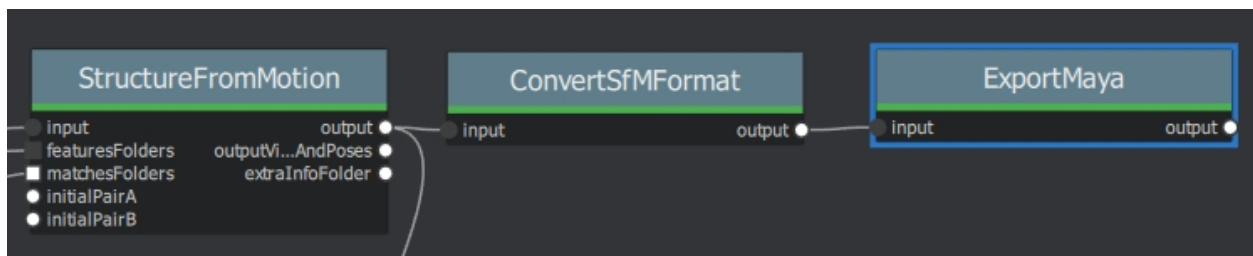 StructureFromMotion
input output
featuresFolders outputVi...AndPoses
matchesFolders extraInfoFolder
initialPairA
initialPairB
ConvertSfMFormat
input output
ExportMaya
input output